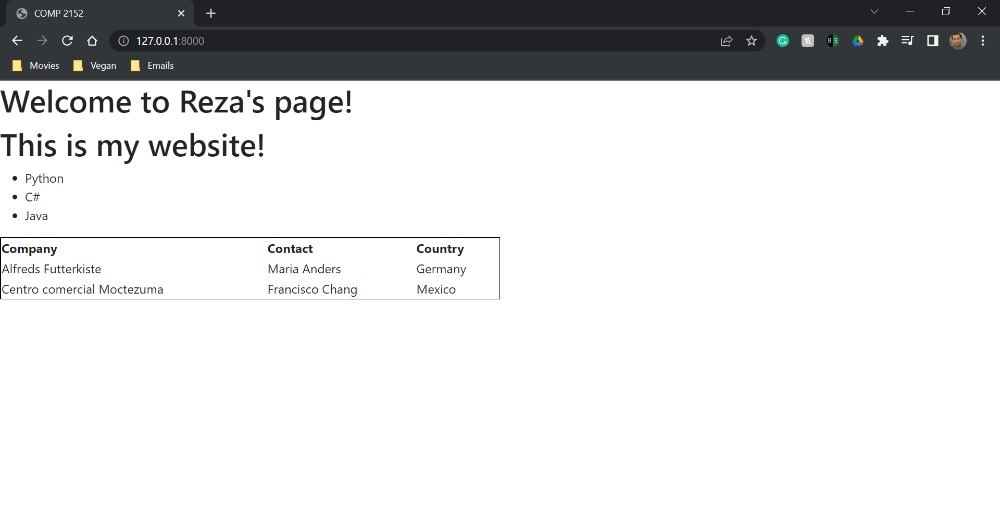 COMP 2152
127.0.0.1:8000
Movies Vegan Emails
Welcome to Reza's page!
This is my website!
Python
C#
Java
Company Contact Country
Alfreds Futterkiste Maria Anders Germany
Centro comercial Moctezuma Francisco Chang Mexico